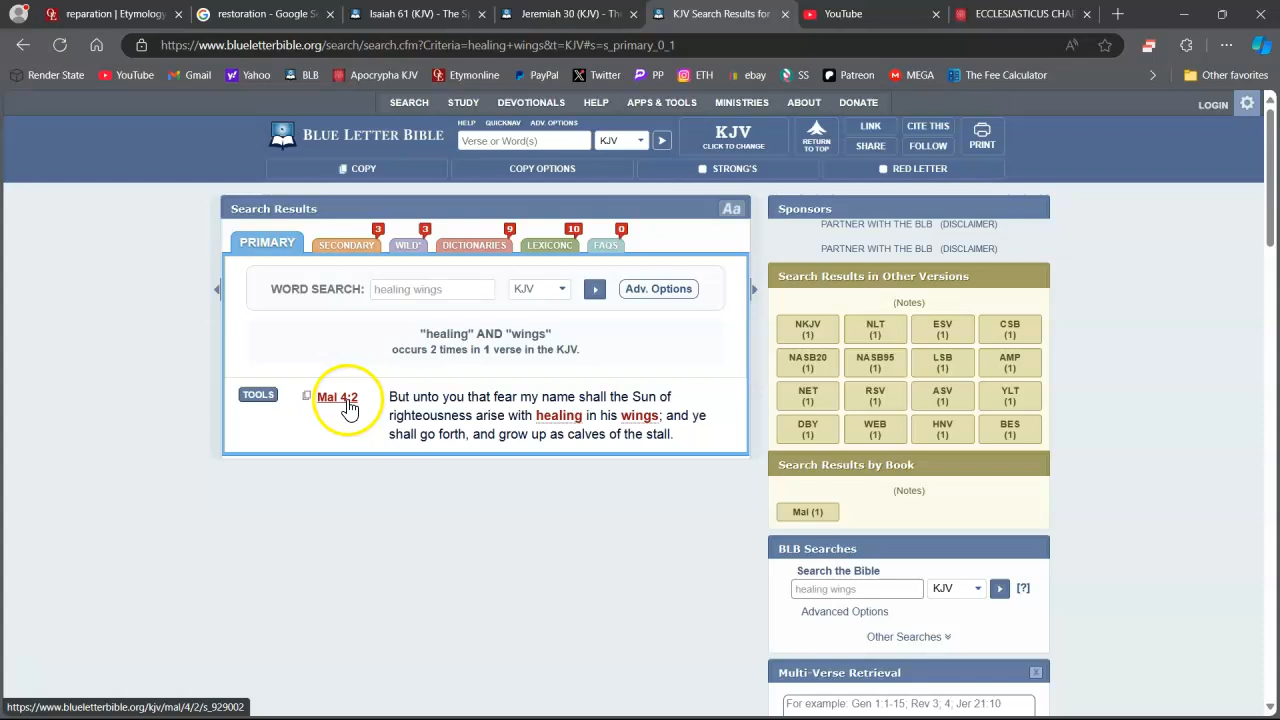 reparation | Etymology
restoration - Google S
Isaiah 61 (KJV) - The S
Jeremiah 30 (KJV) - The
KJV Search Results for
YouTube
ECCLESIASTICUS CHAP
https://www.blueletterbible.org/search/search.cfm?Criteria=healing+wings&t=KJV#s=s_primary_0_1
Render State
YouTube
Gmail
Yahoo
BLB
Apocrypha KJV
Etymonline
PayPal
Twitter
PP
ETH
ebay
SS
Patreon
MEGA
The Fee Calculator
Other favorites
SEARCH
STUDY
DEVOTIONALS
HELP
APPS & TOOLS
MINISTRIES
ABOUT
DONATE
LOGIN
BLUE LETTER BIBLE
HELP
QUICKNAV
ADV. OPTIONS
Verse or Word(s)
KJV
KJV
CLICK TO CHANGE
RETURN
TO TOP
LINK
CITE THIS
SHARE
FOLLOW
PRINT
COPY
COPY OPTIONS
STRONG'S
RED LETTER
Search Results
Aa
PRIMARY
SECONDARY
3
WILD*
3
DICTIONARIES
9
LEXICONC
10
FAQS
0
WORD SEARCH:
healing wings
KJV
Adv. Options
"healing" AND "wings"
occurs 2 times in 1 verse in the KJV.
TOOLS
Mal 4:2
But unto you that fear my name shall the Sun of
righteousness arise with healing in his wings; and ye
shall go forth, and grow up as calves of the stall.
Sponsors
PARTNER WITH THE BLB (DISCLAIMER)
PARTNER WITH THE BLB (DISCLAIMER)
Search Results in Other Versions
(Notes)
NKJV
(1)
NLT
(1)
ESV
(1)
CSB
(1)
NASB20
(1)
NASB95
(1)
LSB
(1)
AMP
(1)
NET
(1)
RSV
(1)
ASV
(1)
YLT
(1)
DBY
(1)
WEB
(1)
HNV
(1)
BES
(1)
Search Results by Book
(Notes)
Mal (1)
BLB Searches
Search the Bible
healing wings
KJV
[?]
Advanced Options
Other Searches
Multi-Verse Retrieval
x
For example: Gen 1:1-15; Rev 3; 4, Jer 21:10
https://www.blueletterbible.org/kjv/mal/4/2/s_929002